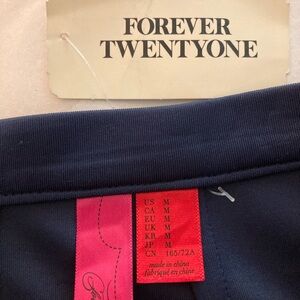 FOREVER
TWENTYONE
US M
CA M
EU M
UK M
KR M
JP M
CN 165/72A
made in china
fabriqué en chine